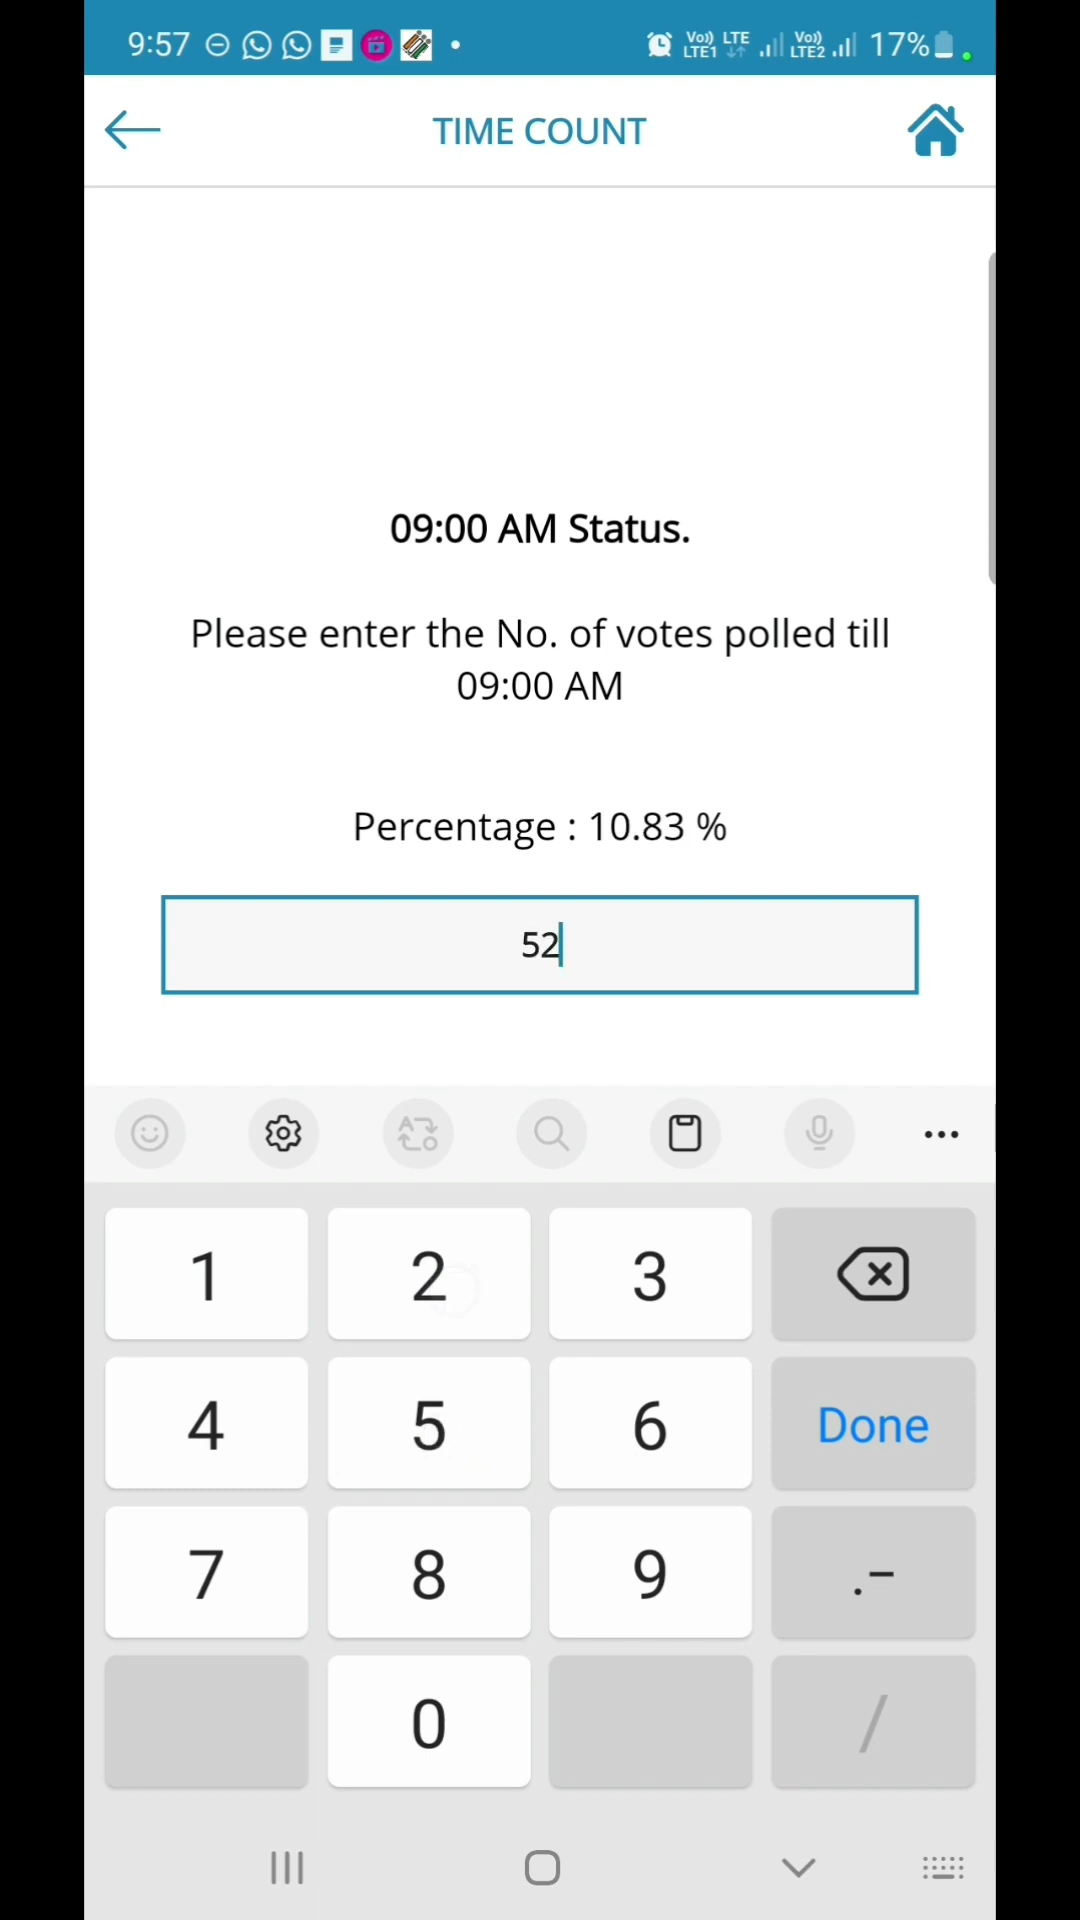 9:57
Vo)) LTE1 LTE Vo)) LTE2 17%
TIME COUNT
09:00 AM Status.
Please enter the No. of votes polled till
09:00 AM
Percentage : 10.83 %
52
1 2 3
4 5 6 Done
7 8 9 .-
0 /